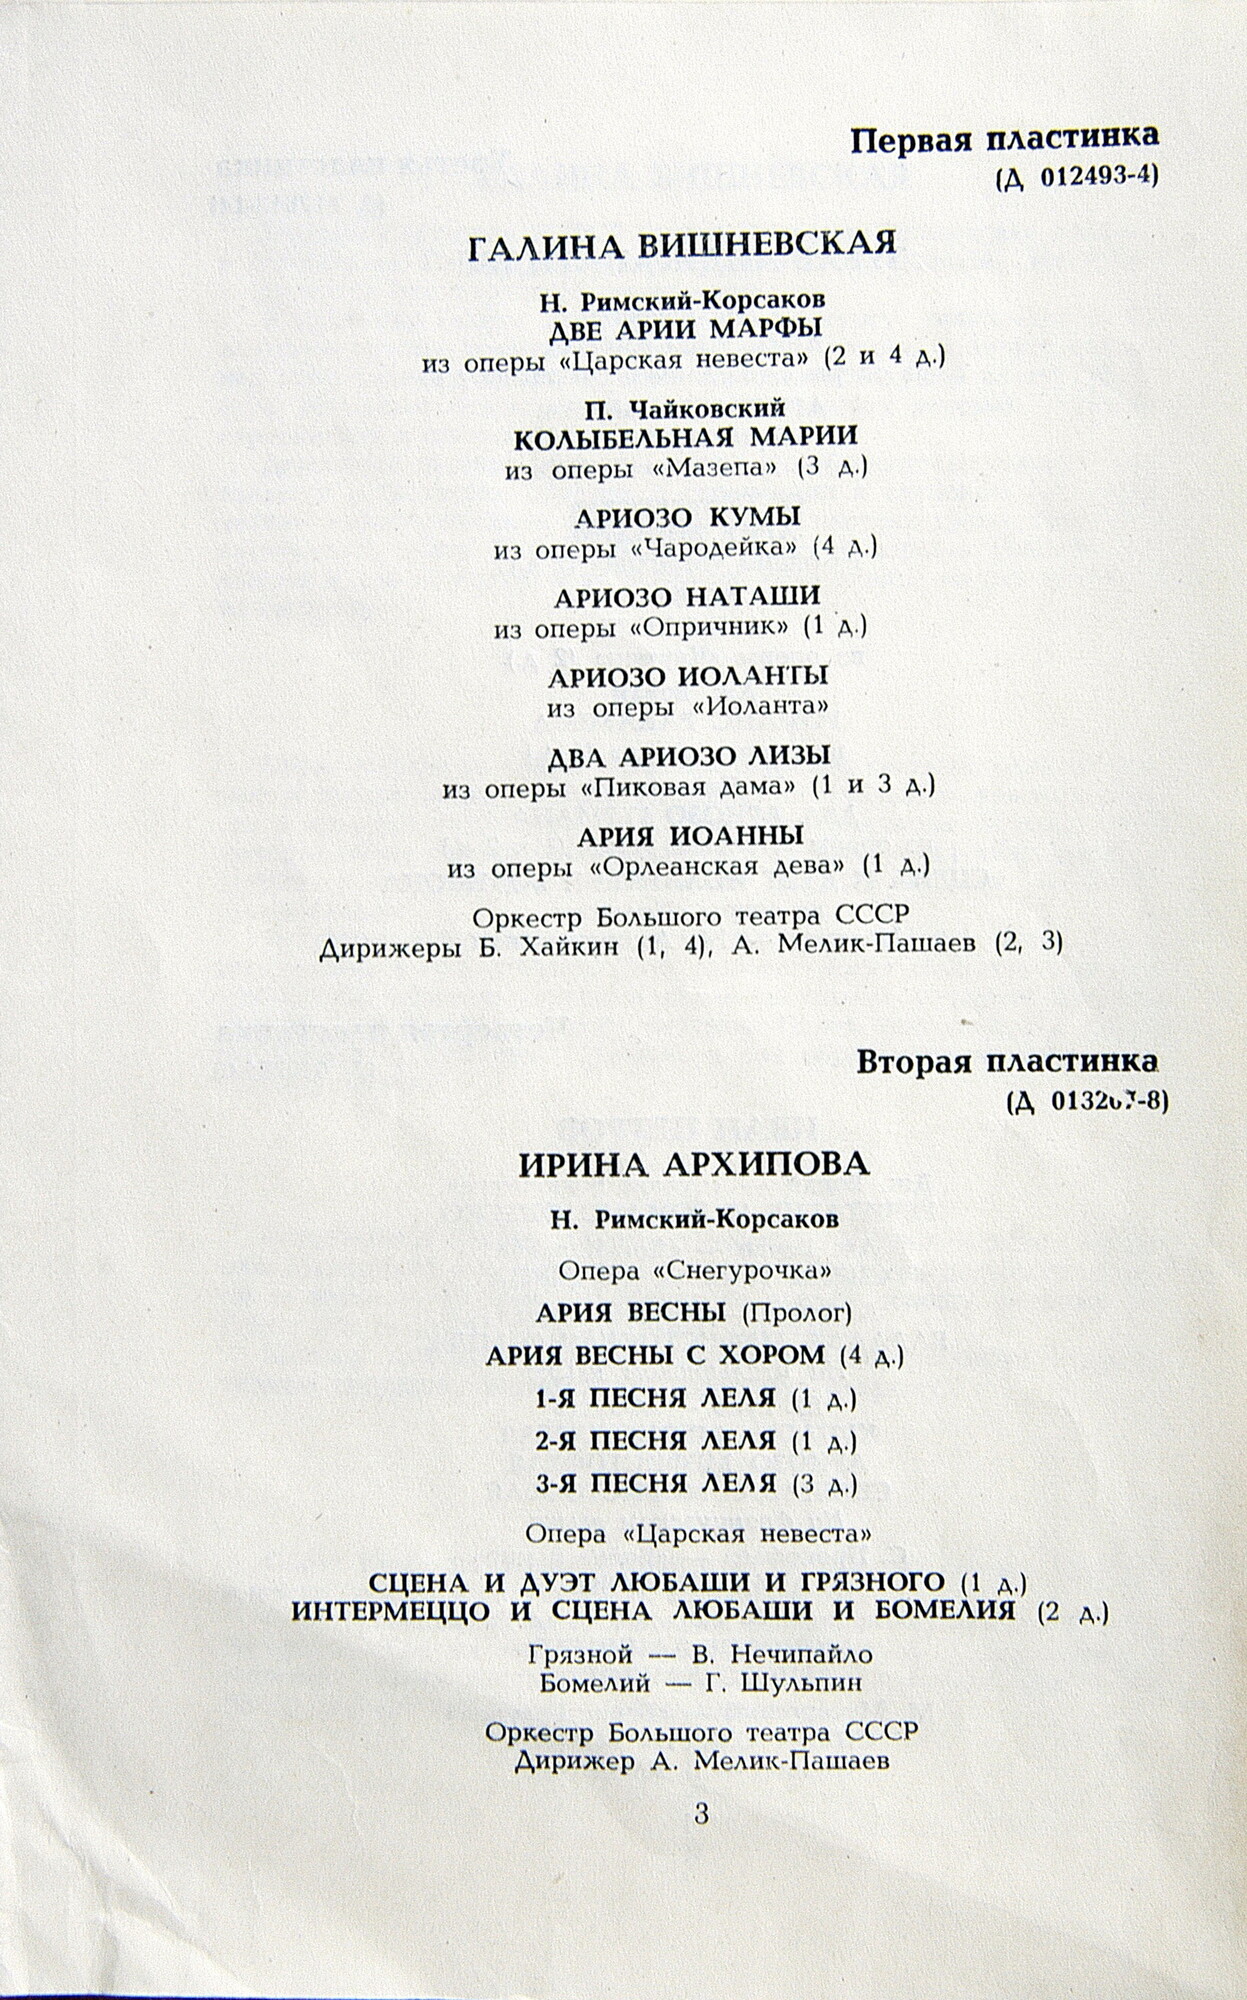 Первая пластинка
(Д 012493-4)
ГАЛИНА ВИШНЕВСКАЯ
Н. Римский-Корсаков
ДВЕ АРИИ МАРФЫ
из оперы «Царская невеста» (2 и 4 д.)
П. Чайковский
КОЛЫБЕЛЬНАЯ МАРИИ
из оперы «Мазепа» (3 д.)
АРИОЗО КУМЫ
из оперы «Чародейка» (4 д.)
АРИОЗО НАТАШИ
из оперы «Опричник» (1 д.)
АРИОЗО ИОЛАНТЫ
из оперы «Иоланта»
ДВА АРИОЗО ЛИЗЫ
из оперы «Пиковая дама» (1 и 3 д.)
АРИЯ ИОАННЫ
из оперы «Орлеанская дева» (1 д.)
Оркестр Большого театра СССР
Дирижеры Б. Хайкин (1, 4), А. Мелик-Пашаев (2, 3)
Вторая пластинка
(Д
ИРИНА АРХИПОВА
Н. Римский-Корсаков
Опера «Снегурочка»
АРИЯ ВЕСНЫ (Пролог)
АРИЯ ВЕСНЫ С ХОРОМ (4 д.)
1-Я ПЕСНЯ ЛЕЛЯ (1 д.)
2-Я ПЕСНЯ ЛЕЛЯ (1 д.)
3-Я ПЕСНЯ ЛЕЛЯ (3 д.)
Опера «Царская невеста»
СЦЕНА И ДУЭТ ЛЮБАШИ И ГРЯЗНОГО (1 д.)
ИНТЕРМЕЦЦО И СЦЕНА ЛЮБАШИ И БОМЕЛИЯ (2 д.)
Грязной — В. Нечипайло
Бомелий — Г. Шульпин
Оркестр Большого театра СССР
Дирижер А. Мелик-Пашаев
3